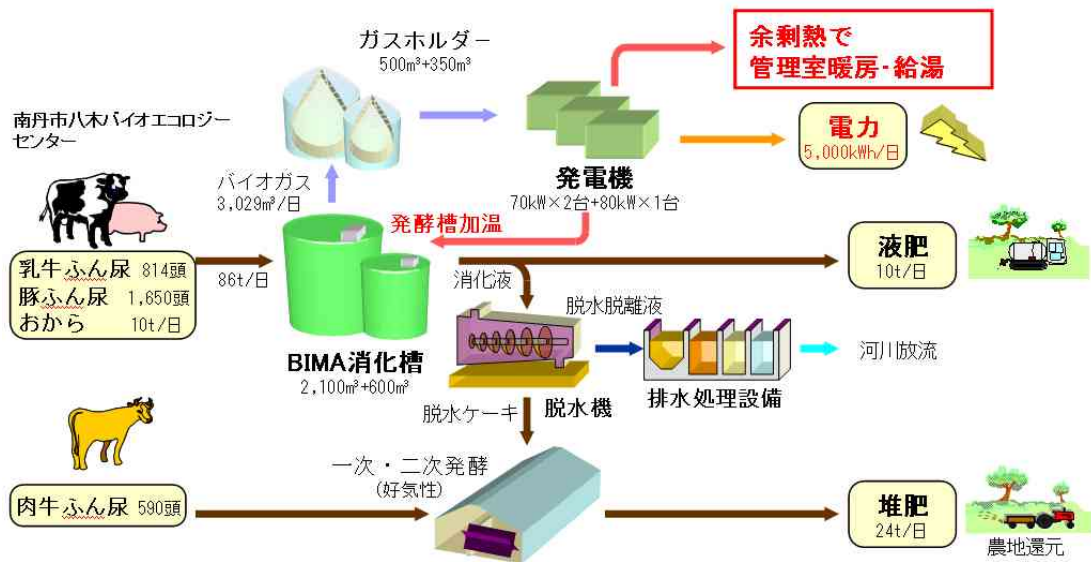 ガスホルダー
500m³+350m³
余剰熱で
管理室暖房・給湯
南丹市八木バイオエコロジー
センター
電力
5,000kWh/日
バイオガス
3,029m³/日
発電機
70kW×2台+80kW×1台
発酵槽加温
乳牛ふん尿 814頭
豚ふん尿 1,650頭
おから 10t/日
86t/日
消化液
液肥
10t/日
脱水脱離液
BIMA消化槽
2,100m³+600m³
河川放流
排水処理設備
脱水ケーキ
脱水機
一次・二次発酵
(好気性)
肉牛ふん尿 590頭
堆肥
24t/日
農地還元